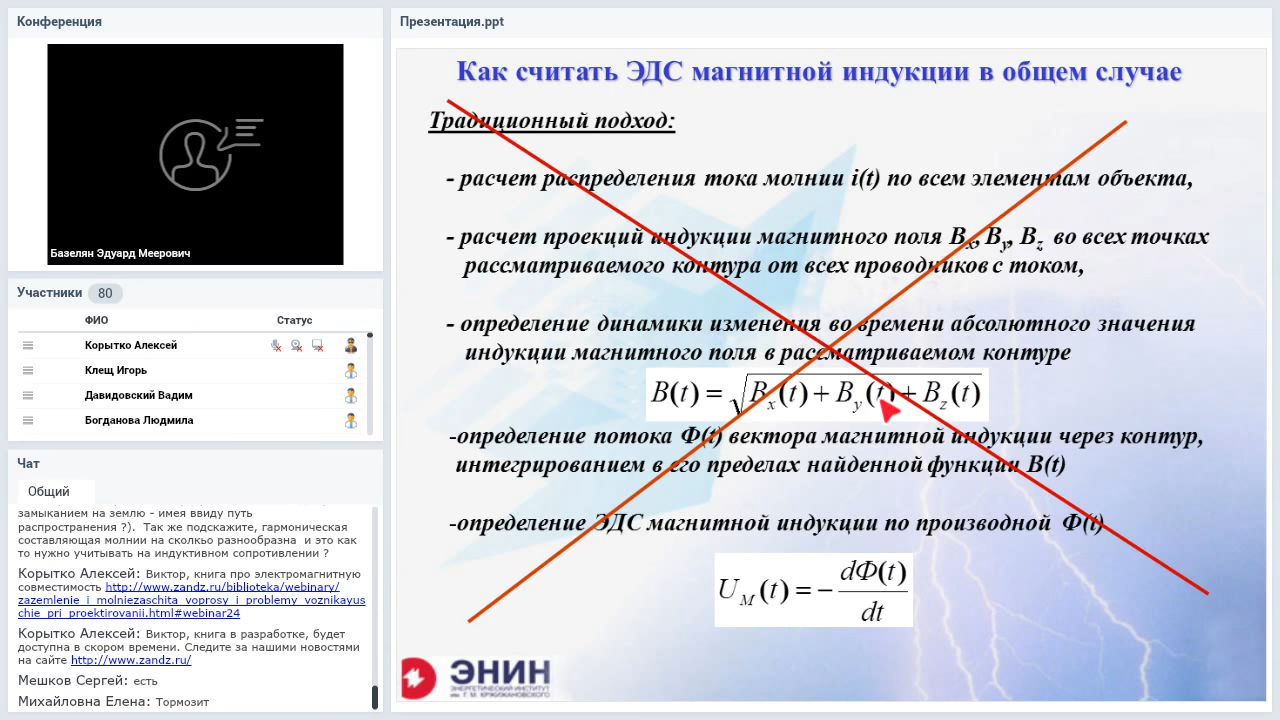 Конференция
Базелян Эдуард Меерович
Участники 80
ФИО Статус
Корытко Алексей
Клещ Игорь
Давидовский Вадим
Богданова Людмила
Чат
Общий
замыканием на землю - имея ввиду путь
распространения ?). Так же подскажите, гармоническая
составляющая молнии на сколько разнообразна и это как
то нужно учитывать на индуктивном сопротивлении ?
Корытко Алексей: Виктор, книга про электромагнитную
совместимость http://www.zandz.ru/biblioteka/webinary/
zazemlenie_i_molniezaschita_voprosy_i_problemy_voznikayus
chie_pri_proektirovanii.html#webinar24
Корытко Алексей: Виктор, книга в разработке, будет
доступна в скором времени. Следите за нашими новостями
на сайте http://www.zandz.ru/
Мешков Сергей: есть
Михайловна Елена: Тормозит
Презентация.ppt
Как считать ЭДС магнитной индукции в общем случае
Традиционный подход:
- расчет распределения тока молнии i(t) по всем элементам объекта,
- расчет проекций индукции магнитного поля Bx, By, Bz во всех точках
рассматриваемого контура от всех проводников с током,
- определение динамики изменения во времени абсолютного значения
индукции магнитного поля в рассматриваемом контуре
B(t) = √Bx(t) + By(t) + Bz(t)
-определение потока Ф(t) вектора магнитной индукции через контур,
интегрированием в его пределах найденной функции B(t)
-определение ЭДС магнитной индукции по производной Ф(t)
UM(t) = − dФ(t)/dt
ЭНИН
ЭНЕРГЕТИЧЕСКИЙ ИНСТИТУТ
им. Г. М. КРЖИЖАНОВСКОГО